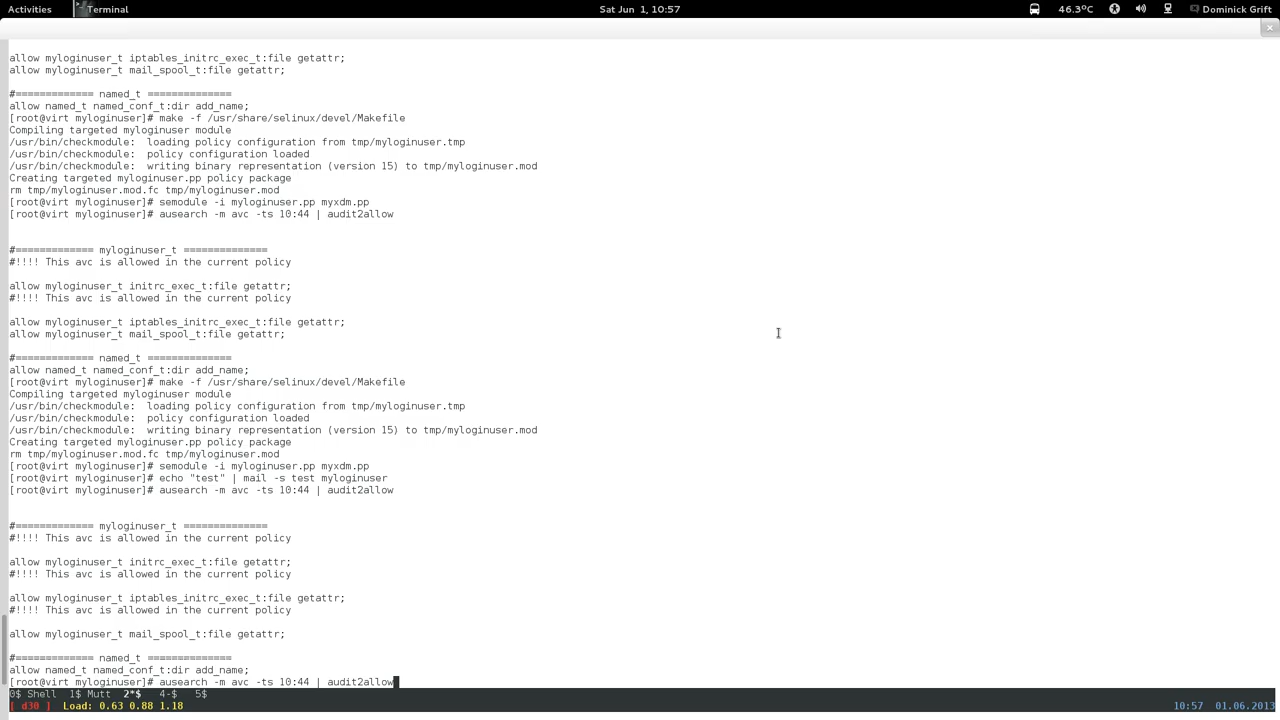 Activities
Terminal
Sat Jun 1, 10:57
46.3°C
Dominick Grift
allow myloginuser_t iptables_initrc_exec_t:file getattr;
allow myloginuser_t mail_spool_t:file getattr;
#============= named_t ==============
allow named_t named_conf_t:dir add_name;
[root@virt myloginuser]# make -f /usr/share/selinux/devel/Makefile
Compiling targeted myloginuser module
/usr/bin/checkmodule:  loading policy configuration from tmp/myloginuser.tmp
/usr/bin/checkmodule:  policy configuration loaded
/usr/bin/checkmodule:  writing binary representation (version 15) to tmp/myloginuser.mod
Creating targeted myloginuser.pp policy package
rm tmp/myloginuser.mod.fc tmp/myloginuser.mod
[root@virt myloginuser]# semodule -i myloginuser.pp myxdm.pp
[root@virt myloginuser]# ausearch -m avc -ts 10:44 | audit2allow
#============= myloginuser_t ==============
#!!!! This avc is allowed in the current policy
allow myloginuser_t initrc_exec_t:file getattr;
#!!!! This avc is allowed in the current policy
allow myloginuser_t iptables_initrc_exec_t:file getattr;
allow myloginuser_t mail_spool_t:file getattr;
#============= named_t ==============
allow named_t named_conf_t:dir add_name;
[root@virt myloginuser]# make -f /usr/share/selinux/devel/Makefile
Compiling targeted myloginuser module
/usr/bin/checkmodule:  loading policy configuration from tmp/myloginuser.tmp
/usr/bin/checkmodule:  policy configuration loaded
/usr/bin/checkmodule:  writing binary representation (version 15) to tmp/myloginuser.mod
Creating targeted myloginuser.pp policy package
rm tmp/myloginuser.mod.fc tmp/myloginuser.mod
[root@virt myloginuser]# semodule -i myloginuser.pp myxdm.pp
[root@virt myloginuser]# echo "test" | mail -s test myloginuser
[root@virt myloginuser]# ausearch -m avc -ts 10:44 | audit2allow
#============= myloginuser_t ==============
#!!!! This avc is allowed in the current policy
allow myloginuser_t initrc_exec_t:file getattr;
#!!!! This avc is allowed in the current policy
allow myloginuser_t iptables_initrc_exec_t:file getattr;
#!!!! This avc is allowed in the current policy
allow myloginuser_t mail_spool_t:file getattr;
#============= named_t ==============
allow named_t named_conf_t:dir add_name;
[root@virt myloginuser]# ausearch -m avc -ts 10:44 | audit2allow
0$ Shell  1$ Mutt  2*$   4-$   5$
[ d30 ]  Load: 0.63 0.88 1.18
10:57  01.06.2013